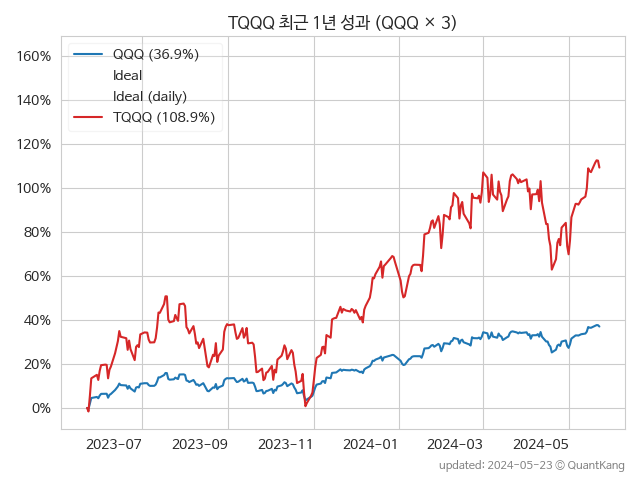 TQQQ 최근 1년 성과 (QQQ × 3)
160%
140%
120%
100%
80%
60%
40%
20%
0%
QQQ (36.9%)
Ideal
Ideal (daily)
TQQQ (108.9%)
2023-07
2023-09
2023-11
2024-01
2024-03
2024-05
updated: 2024-05-23 © QuantKang